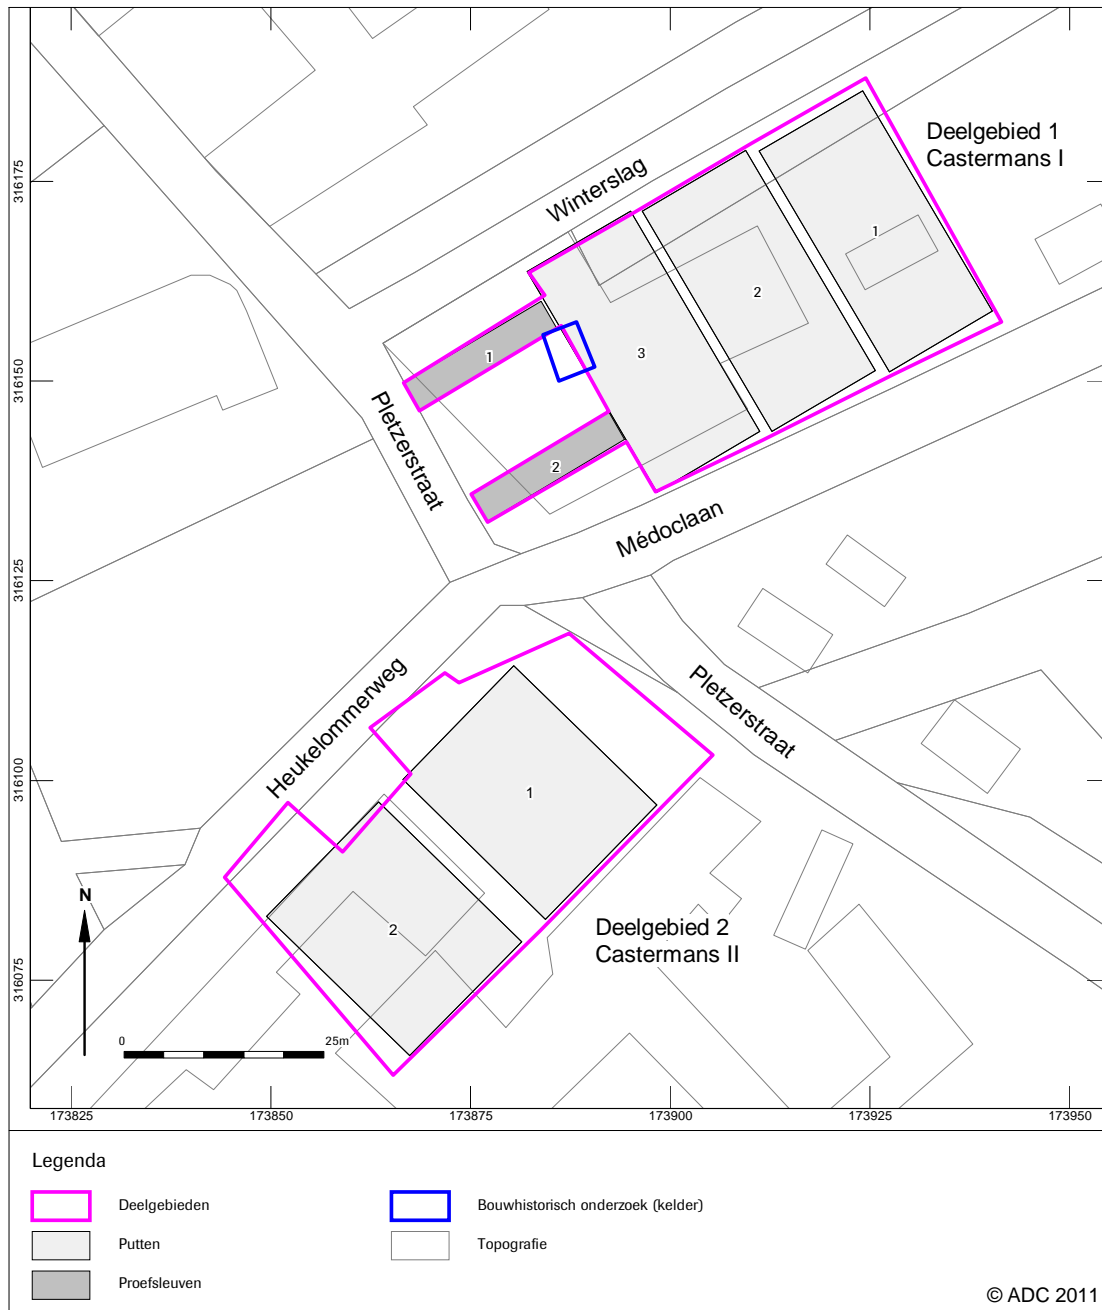 Deelgebied 1
Castermans I
Winterslag
316175
1
2
3
1
316150
Pletzerstraat
2
Médoclaan
316125
Heukelommerweg
Pletzerstraat
316100
1
N
2
Deelgebied 2
Castermans II
316075
0
25m
173825
173850
173875
173900
173925
173950
Legenda
Deelgebieden
Bouwhistorisch onderzoek (kelder)
Putten
Topografie
Proefsleuven
© ADC 2011